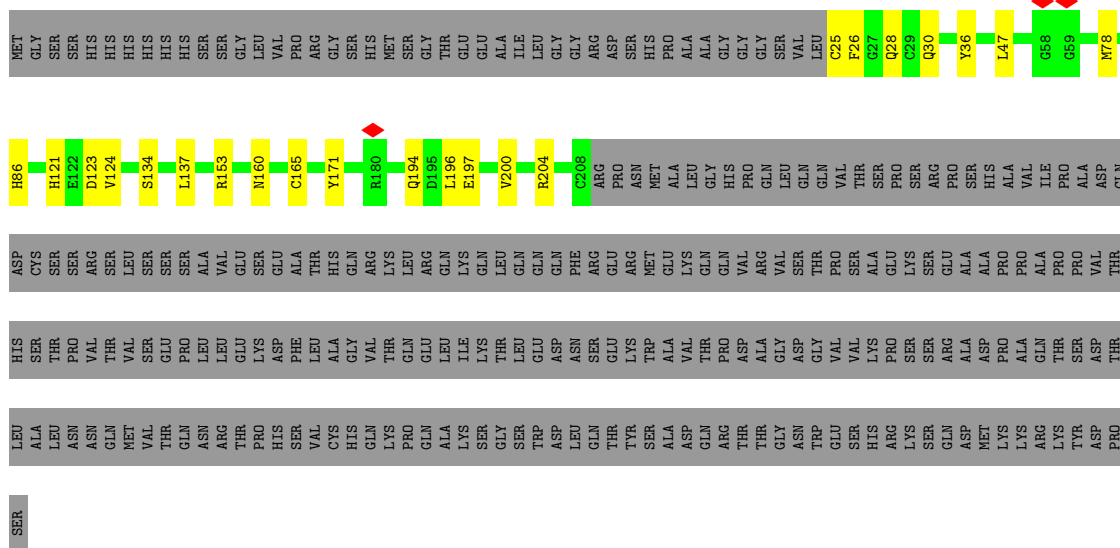 MET GLY SER SER HIS HIS HIS HIS HIS HIS SER SER GLY LEU VAL PRO ARG GLY SER HIS MET SER GLY THR GLU GLU ALA ILE LEU GLY GLY ARG ASP SER HIS PRO ALA ALA GLY GLY GLY SER VAL LEU C25 F26 G27 Q28 C29 Q30 Y36 L47 G58 G59 M78
H86 H121 E122 D123 V124 S134 L137 R153 N160 C165 Y171 R180 Q194 D195 L196 E197 V200 R204 C208 ARG PRO ASN MET ALA LEU GLY HIS PRO GLN LEU GLN GLN VAL THR SER PRO SER ARG PRO SER HIS ALA VAL ILE PRO ALA ASP GLN
ASP CYS SER SER ARG SER LEU SER SER SER ALA VAL GLU SER GLU ALA THR HIS GLN ARG LYS LEU ARG GLN LYS GLN LEU GLN GLN GLN PHE ARG GLU ARG MET GLU LYS GLN GLN VAL ARG VAL SER THR PRO SER ALA GLU LYS SER GLU ALA ALA PRO PRO ALA PRO PRO VAL THR
HIS SER THR PRO VAL THR VAL SER GLU PRO LEU LEU GLU LYS ASP PHE LEU ALA GLY VAL THR GLN GLU LEU ILE LYS THR LEU GLU ASP ASN SER GLU LYS TRP ALA VAL THR PRO ASP ALA GLY ASP GLY VAL VAL LYS PRO SER SER ARG ALA ASP PRO ALA GLN THR SER ASP THR
LEU ALA LEU ASN ASN GLN MET VAL THR GLN ASN ARG THR PRO HIS SER VAL CYS HIS GLN LYS PRO GLN ALA LYS SER GLY SER TRP ASP LEU GLN THR TYR SER ALA ASP GLN ARG THR THR GLY ASN TRP GLU SER HIS ARG LYS SER GLN ASP MET LYS LYS ARG LYS TYR ASP PRO
SER